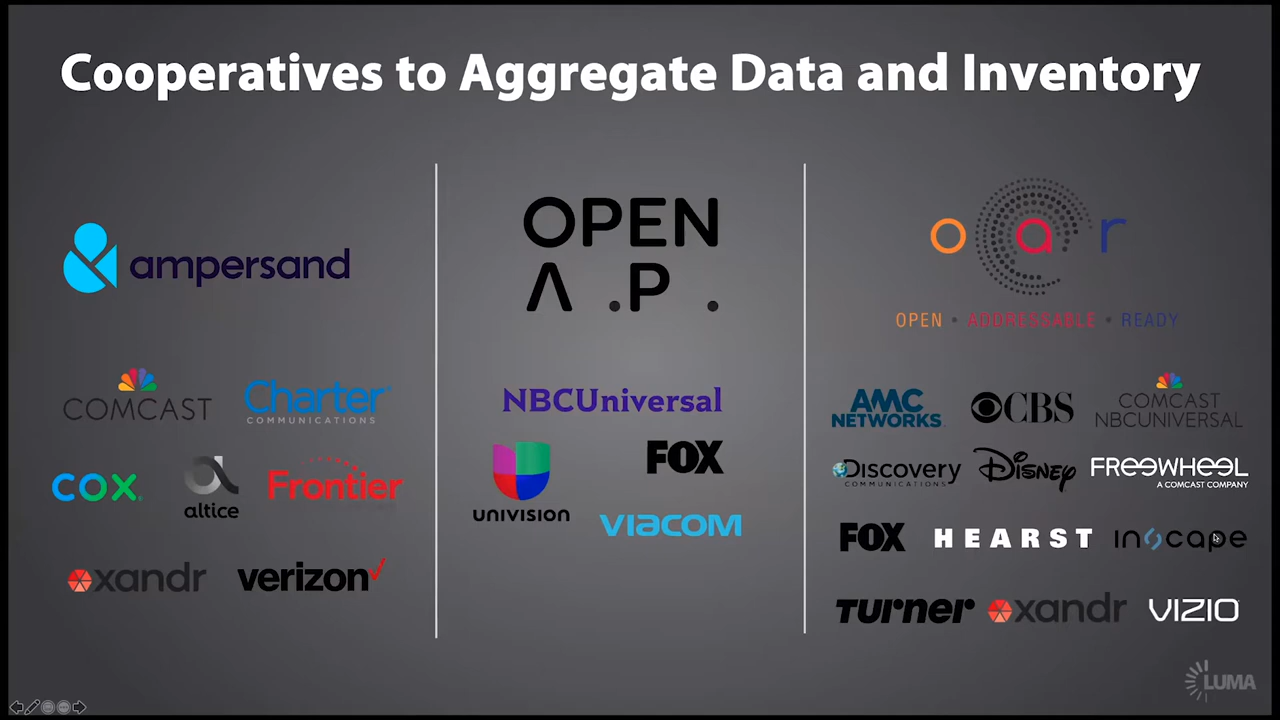 Cooperatives to Aggregate Data and Inventory
& ampersand
COMCAST
Charter
COMMUNICATIONS
COX
altice
Frontier
xandr
verizon
OPEN
A.P.
NBCUniversal
UNIVISION
FOX
VIACOM
oar
OPEN • ADDRESSABLE • READY
AMC
NETWORKS
CBS
COMCAST
NBCUNIVERSAL
Discovery
COMMUNICATIONS
DISNEY
FREEWHEEL
A COMCAST COMPANY
FOX
HEARST
INSCAPE
Turner
xandr
VIZIO
LUMA